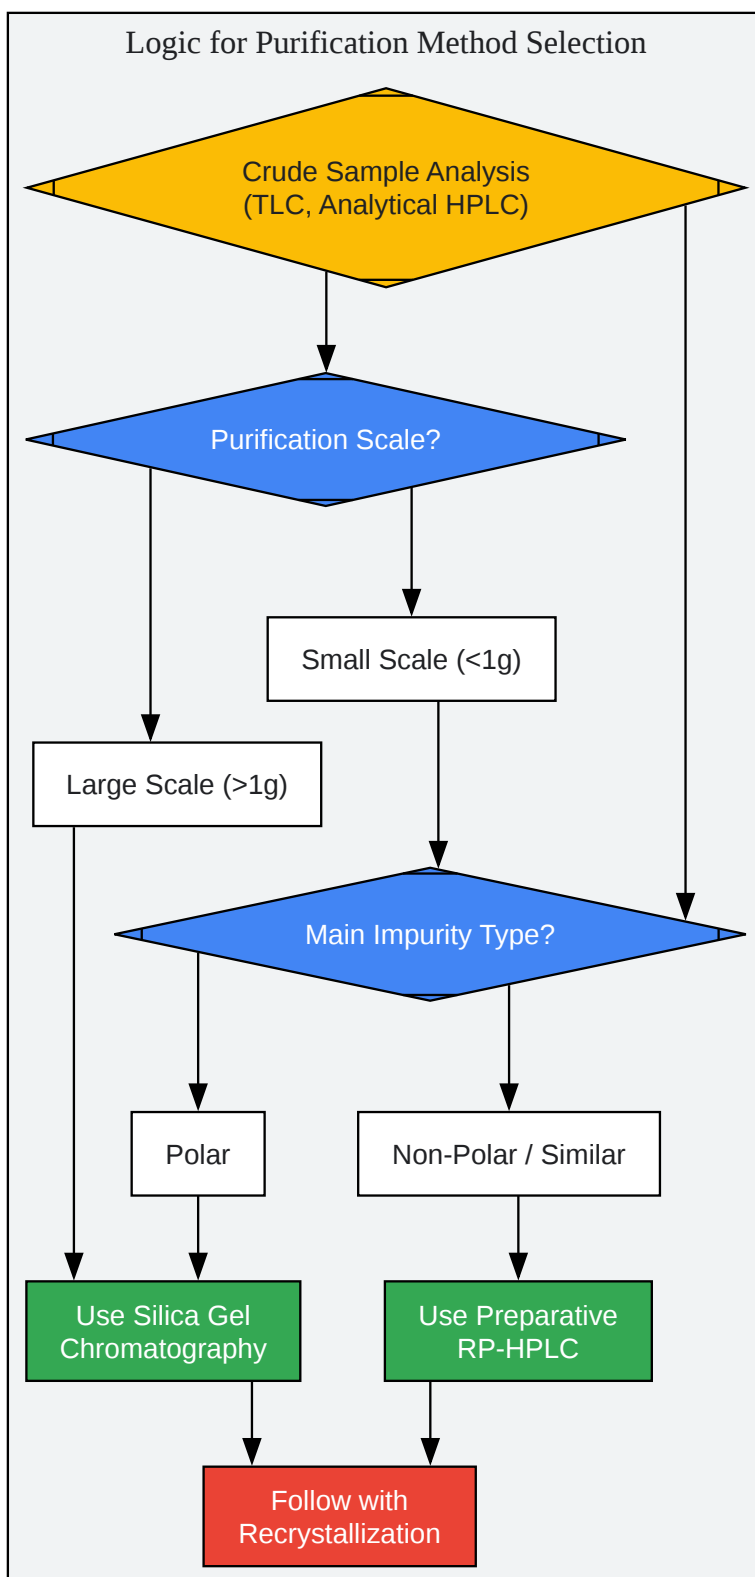 Logic for Purification Method Selection
Crude Sample Analysis
(TLC, Analytical HPLC)
Purification Scale?
Small Scale (<1g)
Large Scale (>1g)
Main Impurity Type?
Polar
Non-Polar / Similar
Use Silica Gel
Chromatography
Use Preparative
RP-HPLC
Follow with
Recrystallization